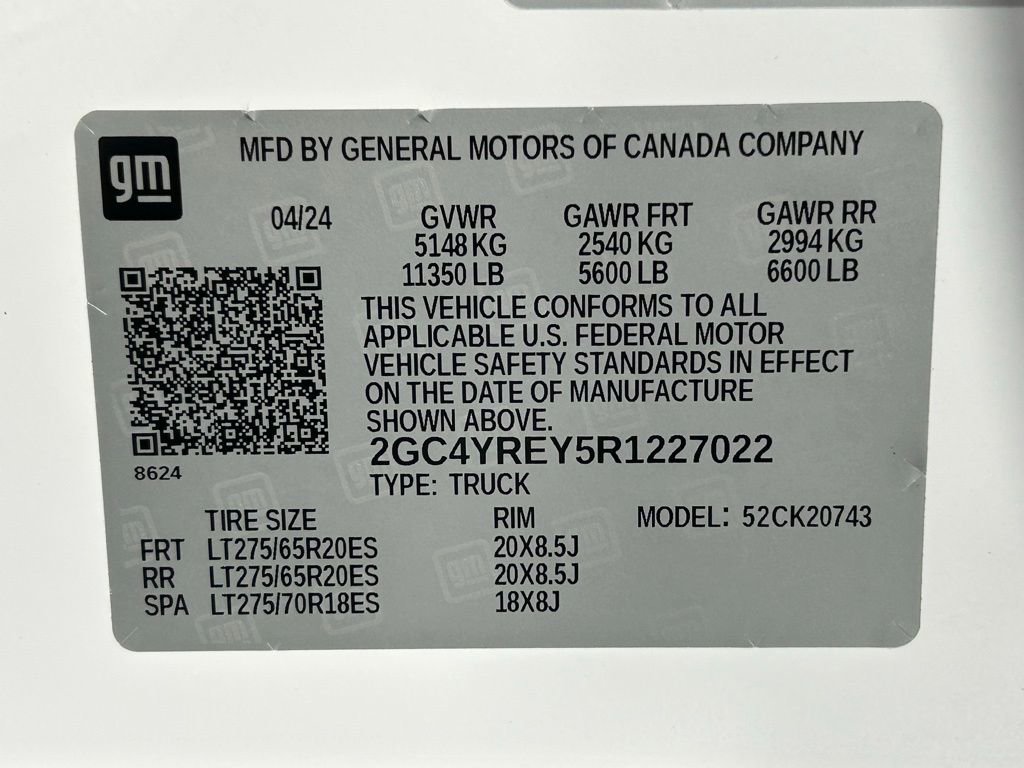 gm
MFD BY GENERAL MOTORS OF CANADA COMPANY
04/24 GVWR GAWR FRT GAWR RR
5148 KG 2540 KG 2994 KG
11350 LB 5600 LB 6600 LB
THIS VEHICLE CONFORMS TO ALL
APPLICABLE U.S. FEDERAL MOTOR
VEHICLE SAFETY STANDARDS IN EFFECT
ON THE DATE OF MANUFACTURE
SHOWN ABOVE.
2GC4YREY5R1227022
8624
TYPE: TRUCK
TIRE SIZE RIM MODEL: 52CK20743
FRT LT275/65R20ES 20X8.5J
RR LT275/65R20ES 20X8.5J
SPA LT275/70R18ES 18X8J